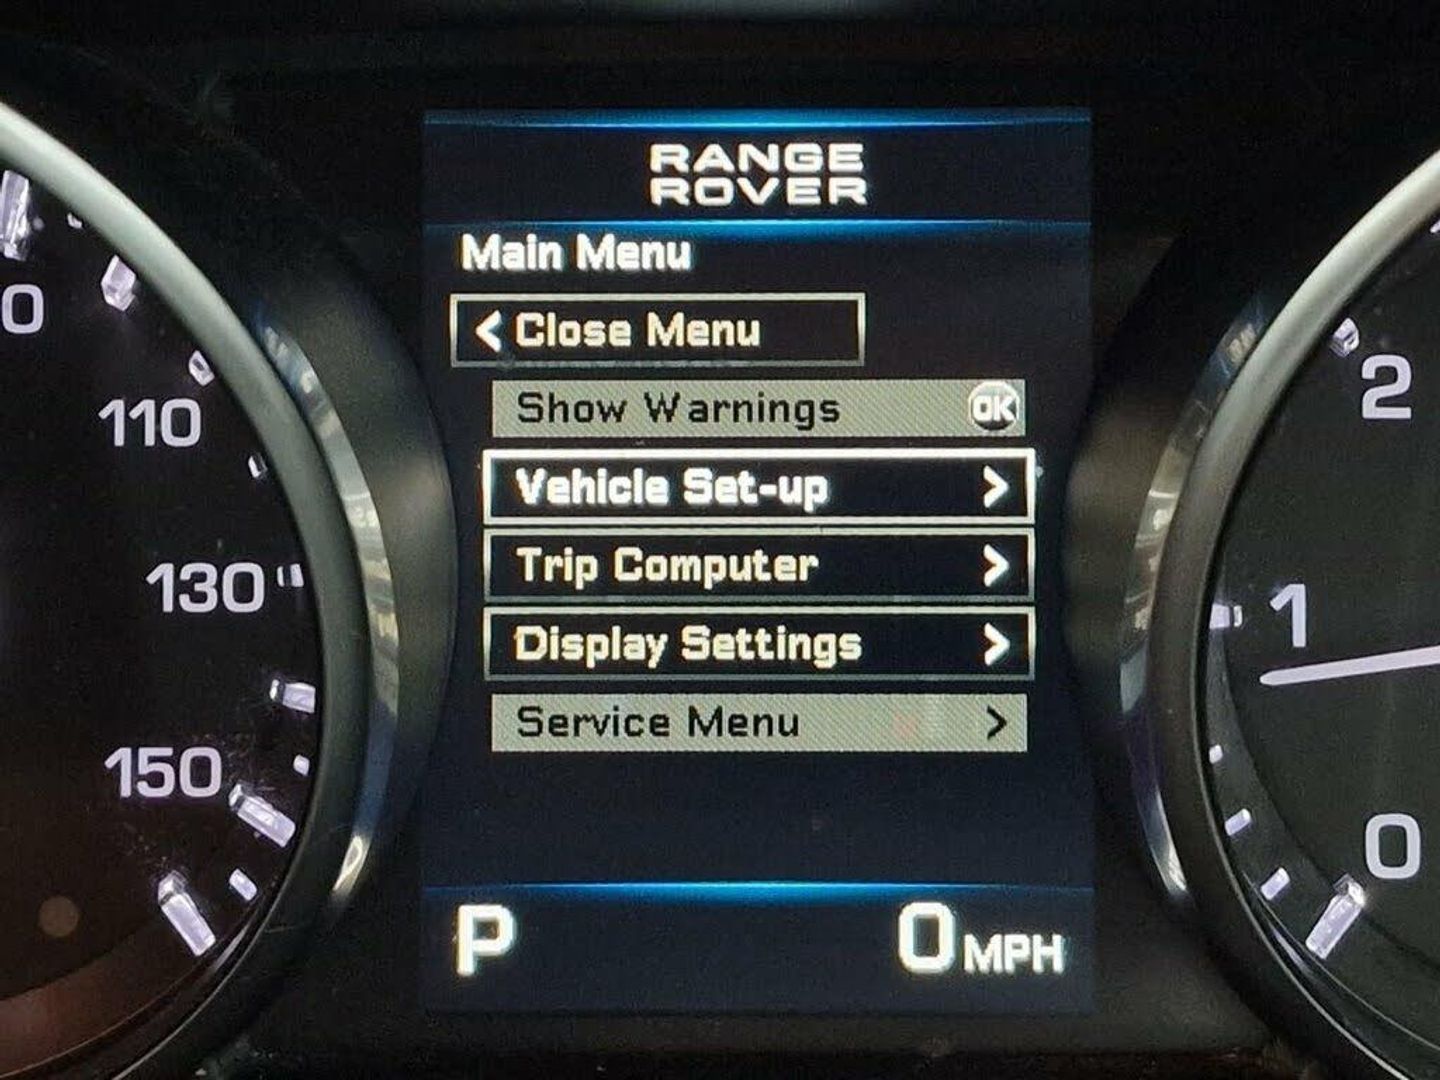 RANGE
ROVER
Main Menu
< Close Menu
Show Warnings OK
Vehicle Set-up >
Trip Computer >
Display Settings >
Service Menu >
P 0 MPH
110
130
150
2
1
0